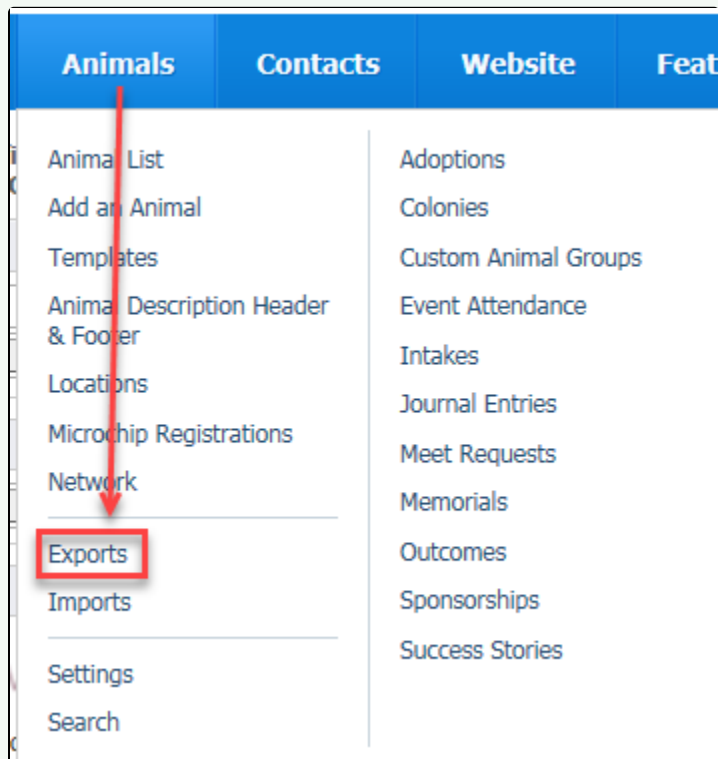 Animals Contacts Website Feat
Animal List
Add an Animal
Templates
Animal Description Header
& Footer
Locations
Microchip Registrations
Network
Exports
Imports
Settings
Search
Adoptions
Colonies
Custom Animal Groups
Event Attendance
Intakes
Journal Entries
Meet Requests
Memorials
Outcomes
Sponsorships
Success Stories